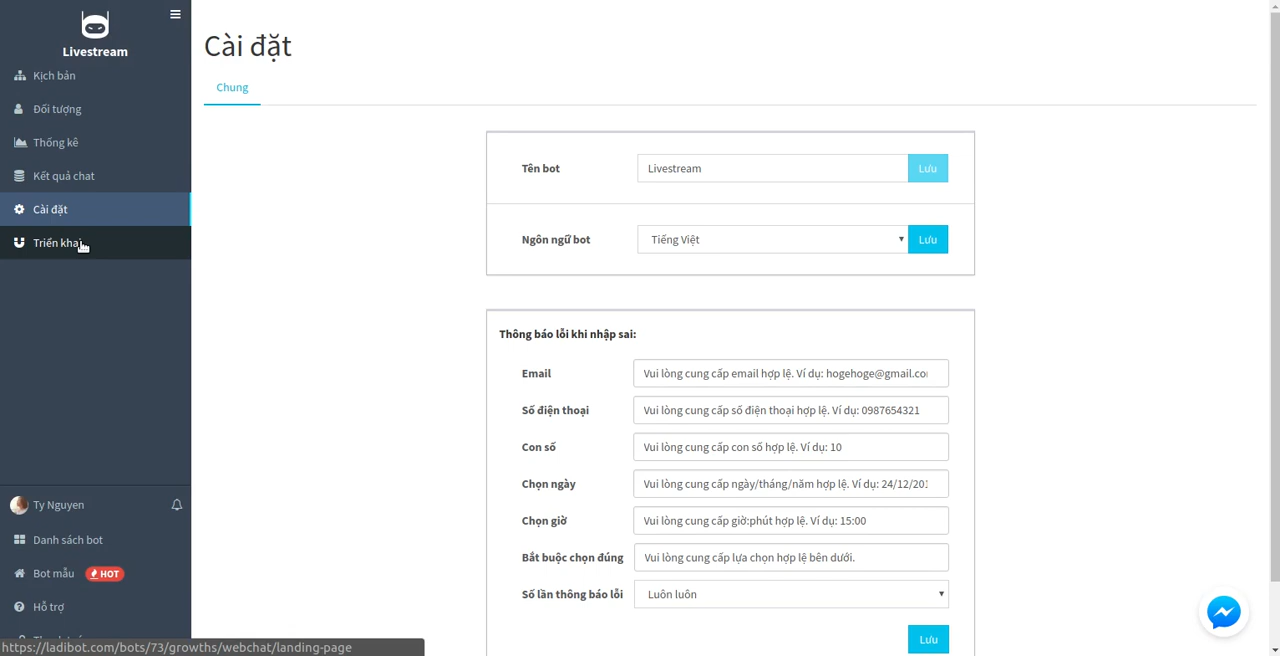 Livestream
Kịch bản
Đối tượng
Thống kê
Kết quả chat
Cài đặt
Triển khai
Ty Nguyen
Danh sách bot
Bot mẫu HOT
Hỗ trợ
https://ladibot.com/bots/73/growths/webchat/landing-page
Cài đặt
Chung
Tên bot Livestream Lưu
Ngôn ngữ bot Tiếng Việt Lưu
Thông báo lỗi khi nhập sai:
Email Vui lòng cung cấp email hợp lệ. Ví dụ: hogehoge@gmail.co
Số điện thoại Vui lòng cung cấp số điện thoại hợp lệ. Ví dụ: 0987654321
Con số Vui lòng cung cấp con số hợp lệ. Ví dụ: 10
Chọn ngày Vui lòng cung cấp ngày/tháng/năm hợp lệ. Ví dụ: 24/12/201
Chọn giờ Vui lòng cung cấp giờ:phút hợp lệ. Ví dụ: 15:00
Bắt buộc chọn đúng Vui lòng cung cấp lựa chọn hợp lệ bên dưới.
Số lần thông báo lỗi Luôn luôn
Lưu